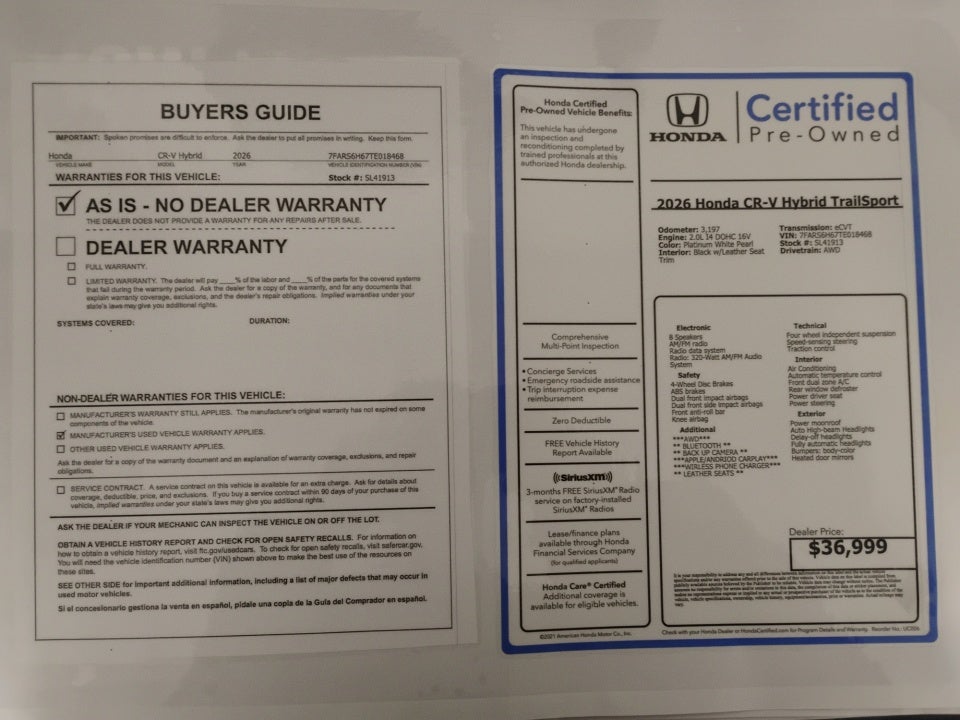 BUYERS GUIDE
IMPORTANT: Spoken promises are difficult to enforce. Ask the dealer to put all promises in writing. Keep this form.
Honda CR-V Hybrid 2026 7FARS6H67TE018468
VEHICLE MAKE MODEL YEAR VEHICLE IDENTIFICATION NUMBER (VIN)
WARRANTIES FOR THIS VEHICLE: Stock #: SL41913
AS IS - NO DEALER WARRANTY
THE DEALER DOES NOT PROVIDE A WARRANTY FOR ANY REPAIRS AFTER SALE.
DEALER WARRANTY
FULL WARRANTY.
LIMITED WARRANTY. The dealer will pay ____% of the labor and ____% of the parts for the covered systems
that fail during the warranty period. Ask the dealer for a copy of the warranty, and for any documents that
explain warranty coverage, exclusions, and the dealer's repair obligations. Implied warranties under your
state's laws may give you additional rights.
SYSTEMS COVERED: DURATION:
NON-DEALER WARRANTIES FOR THIS VEHICLE:
MANUFACTURER'S WARRANTY STILL APPLIES. The manufacturer's original warranty has not expired on some
components of the vehicle.
MANUFACTURER'S USED VEHICLE WARRANTY APPLIES.
OTHER USED VEHICLE WARRANTY APPLIES.
Ask the dealer for a copy of the warranty document and an explanation of warranty coverage, exclusions, and repair
obligations.
SERVICE CONTRACT. A service contract on this vehicle is available for an extra charge. Ask for details about
coverage, deductible, price, and exclusions. If you buy a service contract within 90 days of your purchase of
this vehicle, implied warranties under your state's laws may give you additional rights.
ASK THE DEALER IF YOUR MECHANIC CAN INSPECT THE VEHICLE ON OR OFF THE LOT.
OBTAIN A VEHICLE HISTORY REPORT AND CHECK FOR OPEN SAFETY RECALLS. For information on
how to obtain a vehicle history report, visit ftc.gov/usedcars. To check for open safety recalls, visit safercar.gov.
You will need the vehicle identification number (VIN) shown above to make the best use of the resources on
these sites.
SEE OTHER SIDE for important additional information, including a list of major defects that may occur in
used motor vehicles.
Si el concesionario gestiona la venta en español, pídale una copia de la Guía del Comprador en español.
Honda Certified
Pre-Owned Vehicle Benefits:
This vehicle has undergone
an inspection and
reconditioning completed by
trained professionals at this
authorized Honda dealership.
Comprehensive
Multi-Point Inspection
• Concierge Services
• Emergency roadside assistance
• Trip interruption expense
reimbursement
Zero Deductible
FREE Vehicle History
Report Available
((SiriusXM))
3-months FREE SiriusXM® Radio
service on factory-installed
SiriusXM® Radios
Lease/finance plans
available through Honda
Financial Services Company
(for qualified applicants)
Honda Care® Certified
Additional coverage is
available for eligible vehicles.
©2021 American Honda Motor Co., Inc.
HONDA
Certified
Pre-Owned
2026 Honda CR-V Hybrid TrailSport
Odometer: 3,197
Engine: 2.0L I4 DOHC 16V
Color: Platinum White Pearl
Interior: Black w/Leather Seat
Trim
Transmission: eCVT
VIN: 7FARS6H67TE018468
Stock #: SL41913
Drivetrain: AWD
Electronic
8 Speakers
AM/FM radio
Radio data system
Radio: 320-Watt AM/FM Audio
System
Safety
4-Wheel Disc Brakes
ABS brakes
Dual front impact airbags
Dual front side impact airbags
Front anti-roll bar
Knee airbag
Additional
***AWD***
** BLUETOOTH **
** BACK UP CAMERA **
***APPLE/ANDRIOD CARPLAY***
***WIRLESS PHONE CHARGER***
** LEATHER SEATS **
Technical
Four wheel independent suspension
Speed-sensing steering
Traction control
Interior
Air Conditioning
Automatic temperature control
Front dual zone A/C
Rear window defroster
Power driver seat
Power steering
Exterior
Power moonroof
Auto High-beam Headlights
Delay-off headlights
Fully automatic headlights
Bumpers: body-color
Heated door mirrors
Dealer Price:
$36,999
Check with your Honda Dealer or HondaCertified.com for Program Details and Warranty. Reorder No.: UC006